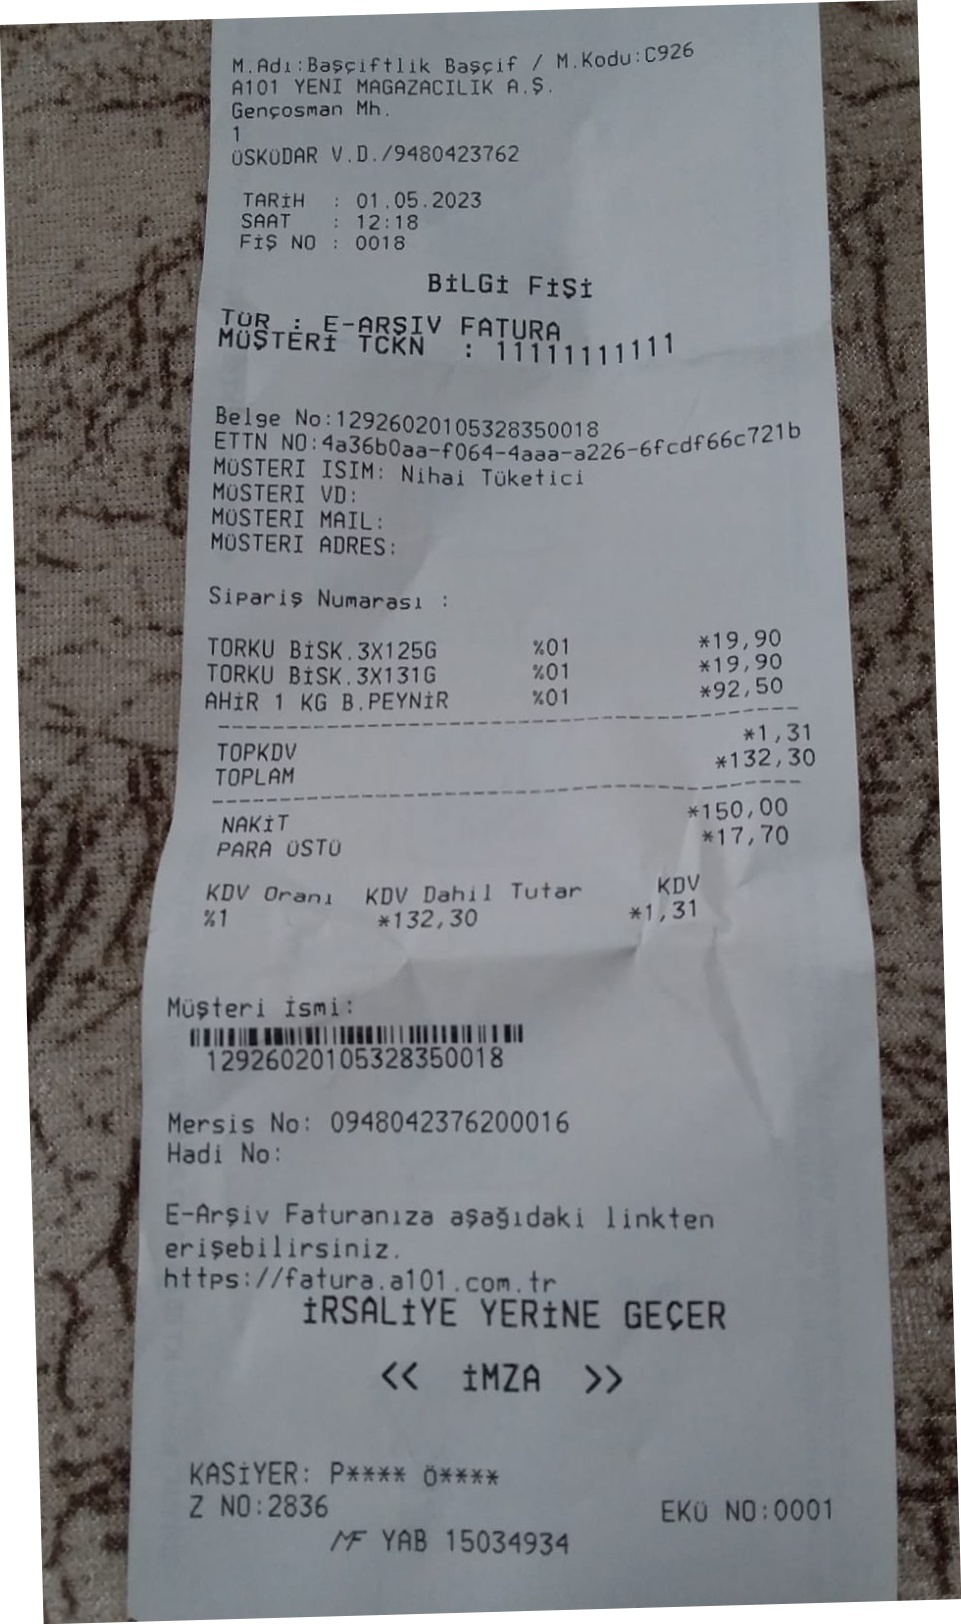 M.Adı:Başçiftlik Başçif / M.Kodu:C926
A101 YENİ MAGAZACILIK A.Ş.
Gençosman Mh.
1
ÜSKÜDAR V.D./9480423762
TARİH : 01.05.2023
SAAT : 12:18
FİŞ NO : 0018
BİLGİ FİŞİ
TÜR : E-ARŞİV FATURA
MÜŞTERİ TCKN : 11111111111
Belge No:12926020105328350018
ETTN NO:4a36b0aa-f064-4aaa-a226-6fcdf66c721b
MÜSTERI ISIM: Nihai Tüketici
MÜSTERI VD:
MÜSTERI MAIL:
MÜSTERI ADRES:
Sipariş Numarası :
TORKU BİSK.3X125G %01 *19,90
TORKU BİSK.3X131G %01 *19,90
AHİR 1 KG B.PEYNİR %01 *92,50
TOPKDV *1,31
TOPLAM *132,30
NAKİT *150,00
PARA ÜSTÜ *17,70
KDV Oranı KDV Dahil Tutar KDV
%1 *132,30 *1,31
Müşteri İsmi:
12926020105328350018
Mersis No: 0948042376200016
Hadi No:
E-Arşiv Faturanıza aşağıdaki linkten
erişebilirsiniz.
https://fatura.a101.com.tr
İRSALİYE YERİNE GEÇER
<< İMZA >>
KASİYER: P**** Ö****
Z NO:2836 EKÜ NO:0001
MF YAB 15034934